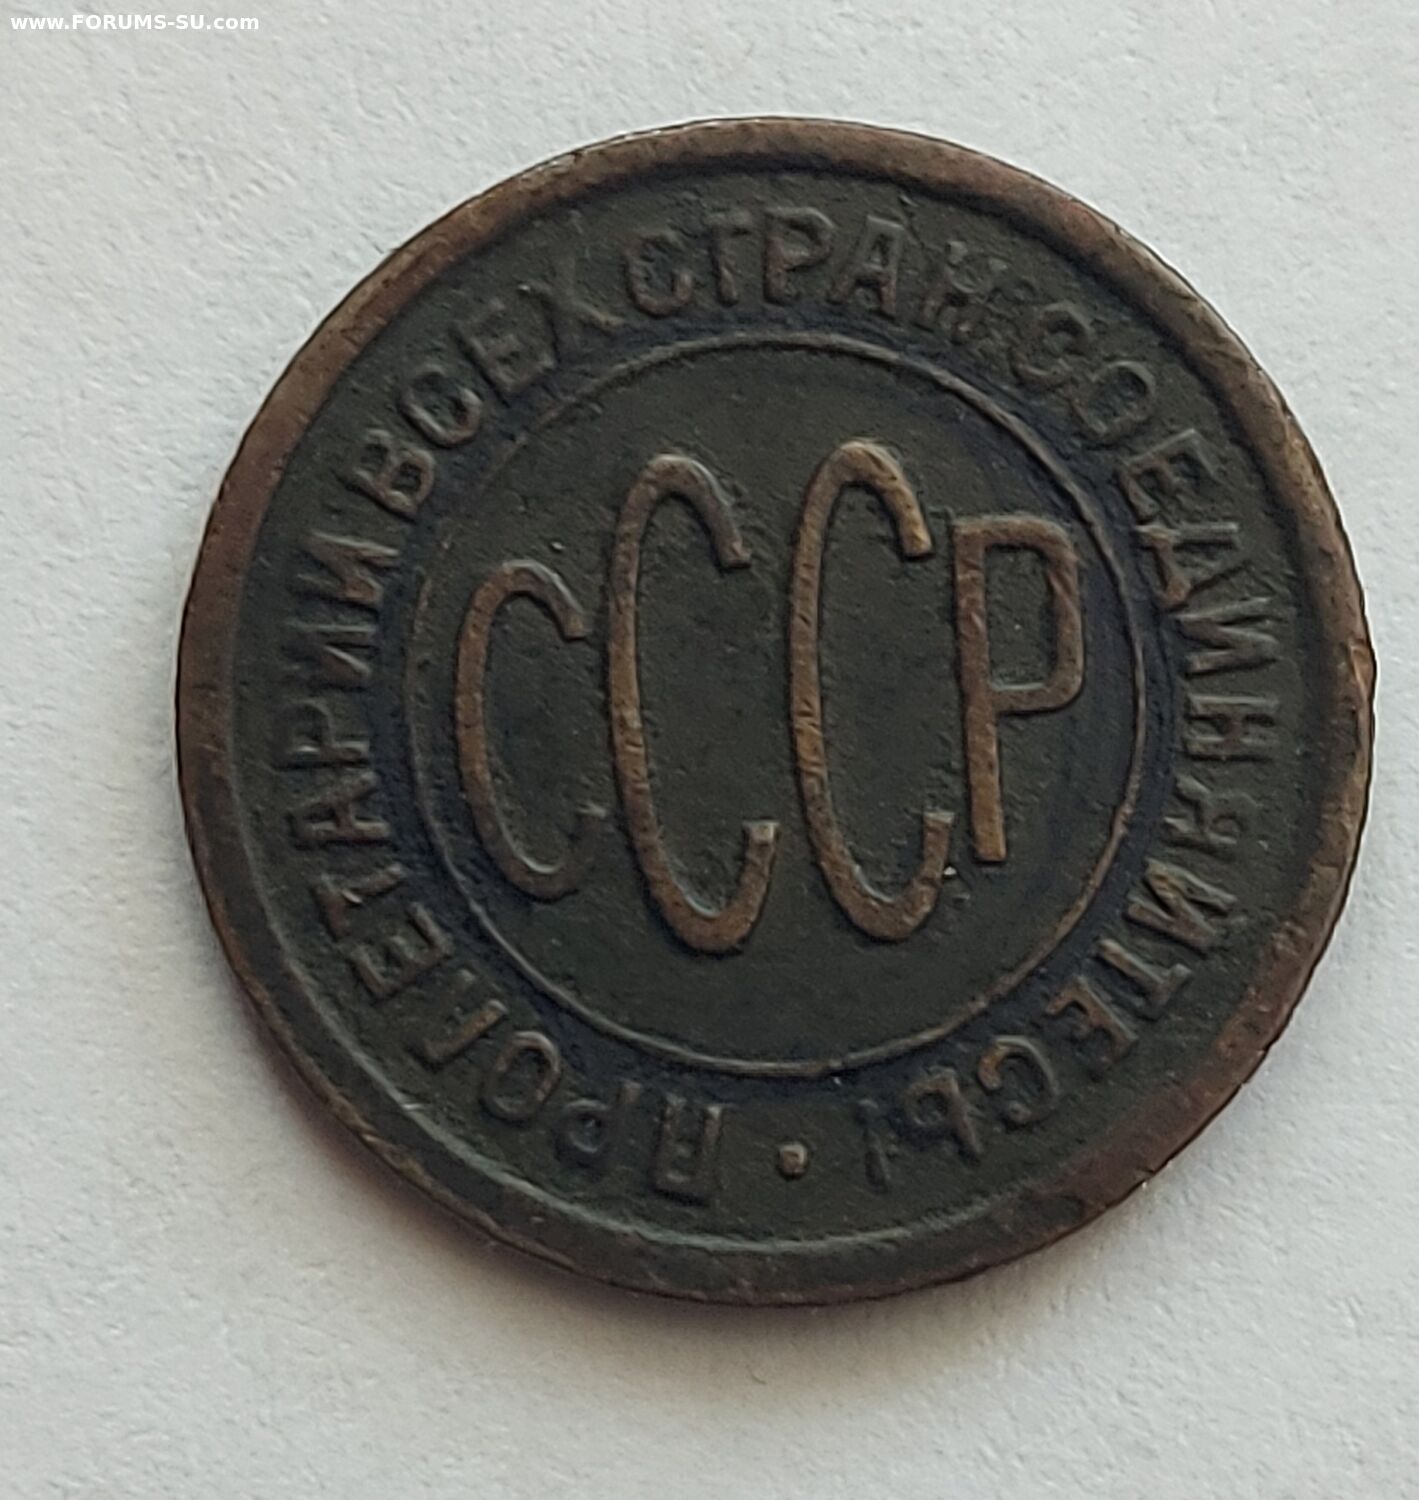 www.FORUMS-SU.com
ПРОЛЕТАРИИ ВСЕХ СТРАН, СОЕДИНЯЙТЕСЬ! •
СССР